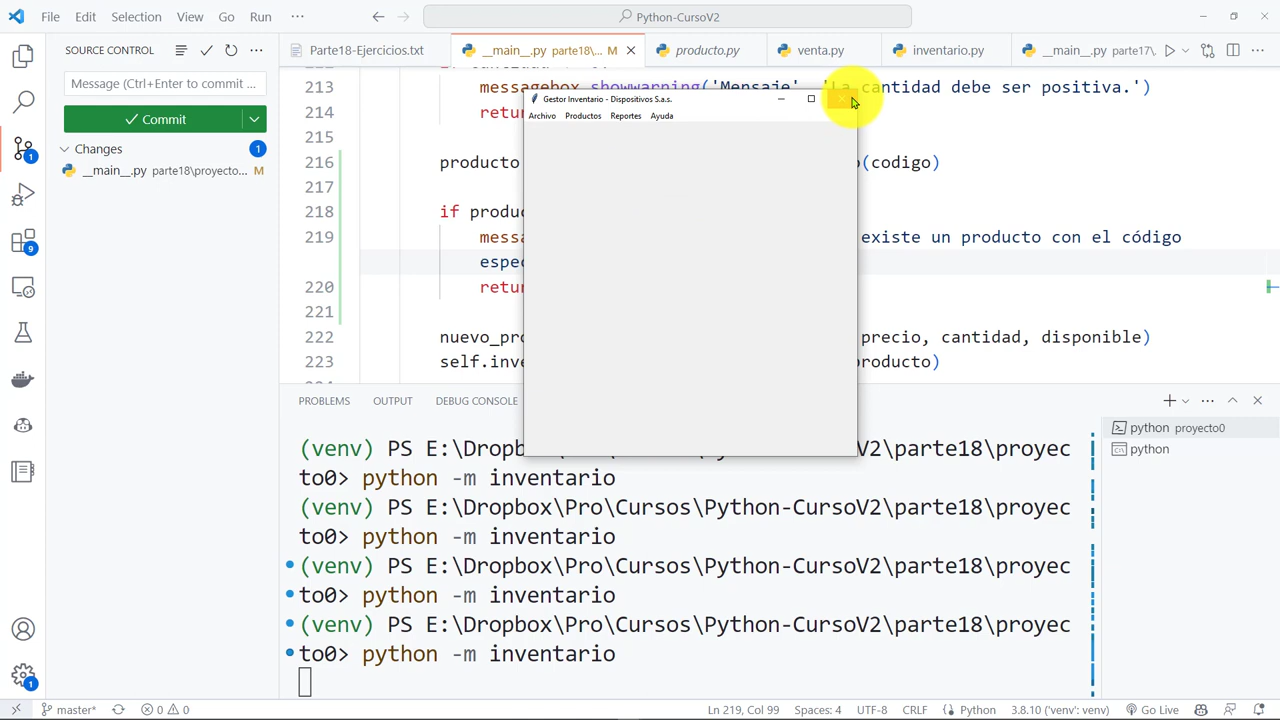 File Edit Selection View Go Run ··· Python-CursoV2
SOURCE CONTROL
Parte18-Ejercicios.txt __main__.py parte18\... M producto.py venta.py inventario.py __main__.py parte17\
Message (Ctrl+Enter to commit ...
Commit
Changes 1
__main__.py parte18\proyecto... M
213 messagebox.showwarning('Mensaje', 'La cantidad debe ser positiva.')
214 retu
215
216 producto o(codigo)
217
218 if produc
219 messa existe un producto con el código
espec
220 retur
221
222 nuevo_pro precio, cantidad, disponible)
223 self.inve producto)
Gestor Inventario - Dispositivos S.a.s.
Archivo Productos Reportes Ayuda
PROBLEMS OUTPUT DEBUG CONSOLE
(venv) PS E:\Dropb V2\parte18\proyec
to0> python -m inventario
(venv) PS E:\Dropbox\Pro\Cursos\Python-CursoV2\parte18\proyec
to0> python -m inventario
(venv) PS E:\Dropbox\Pro\Cursos\Python-CursoV2\parte18\proyec
to0> python -m inventario
(venv) PS E:\Dropbox\Pro\Cursos\Python-CursoV2\parte18\proyec
to0> python -m inventario
python proyecto0
python
1
9
1
master* 0 0 Ln 219, Col 99 Spaces: 4 UTF-8 CRLF Python 3.8.10 ('venv': venv) Go Live